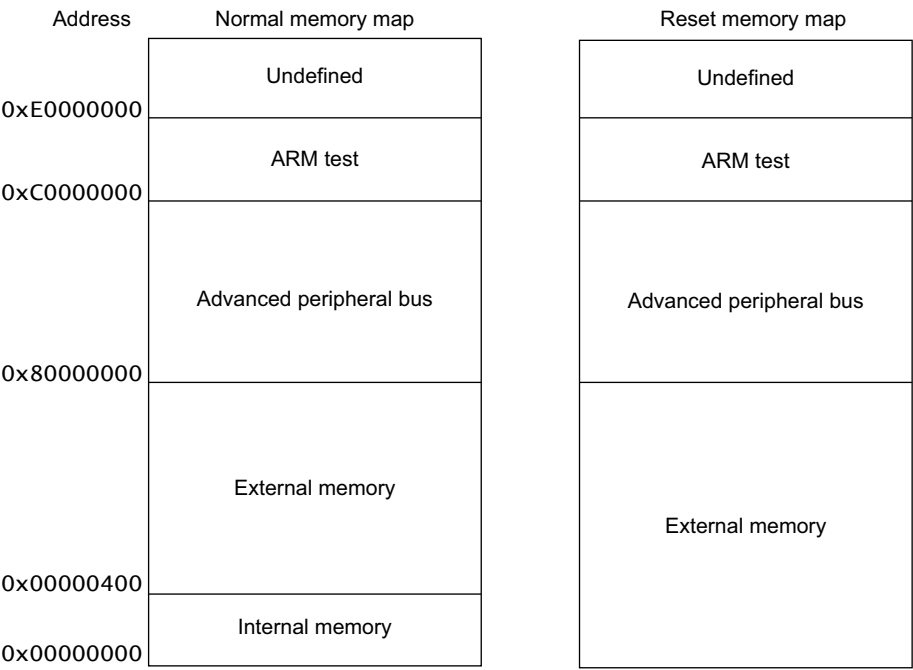 Address Normal memory map Reset memory map
Undefined Undefined
0xE0000000
ARM test ARM test
0xC0000000
Advanced peripheral bus Advanced peripheral bus
0x80000000
External memory
External memory
0x00000400
Internal memory
0x00000000